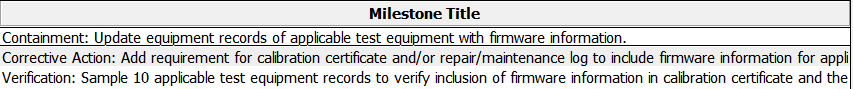 Milestone Title
Containment: Update equipment records of applicable test equipment with firmware information.
Corrective Action: Add requirement for calibration certificate and/or repair/maintenance log to include firmware information for appli
Verification: Sample 10 applicable test equipment records to verify inclusion of firmware information in calibration certificate and the